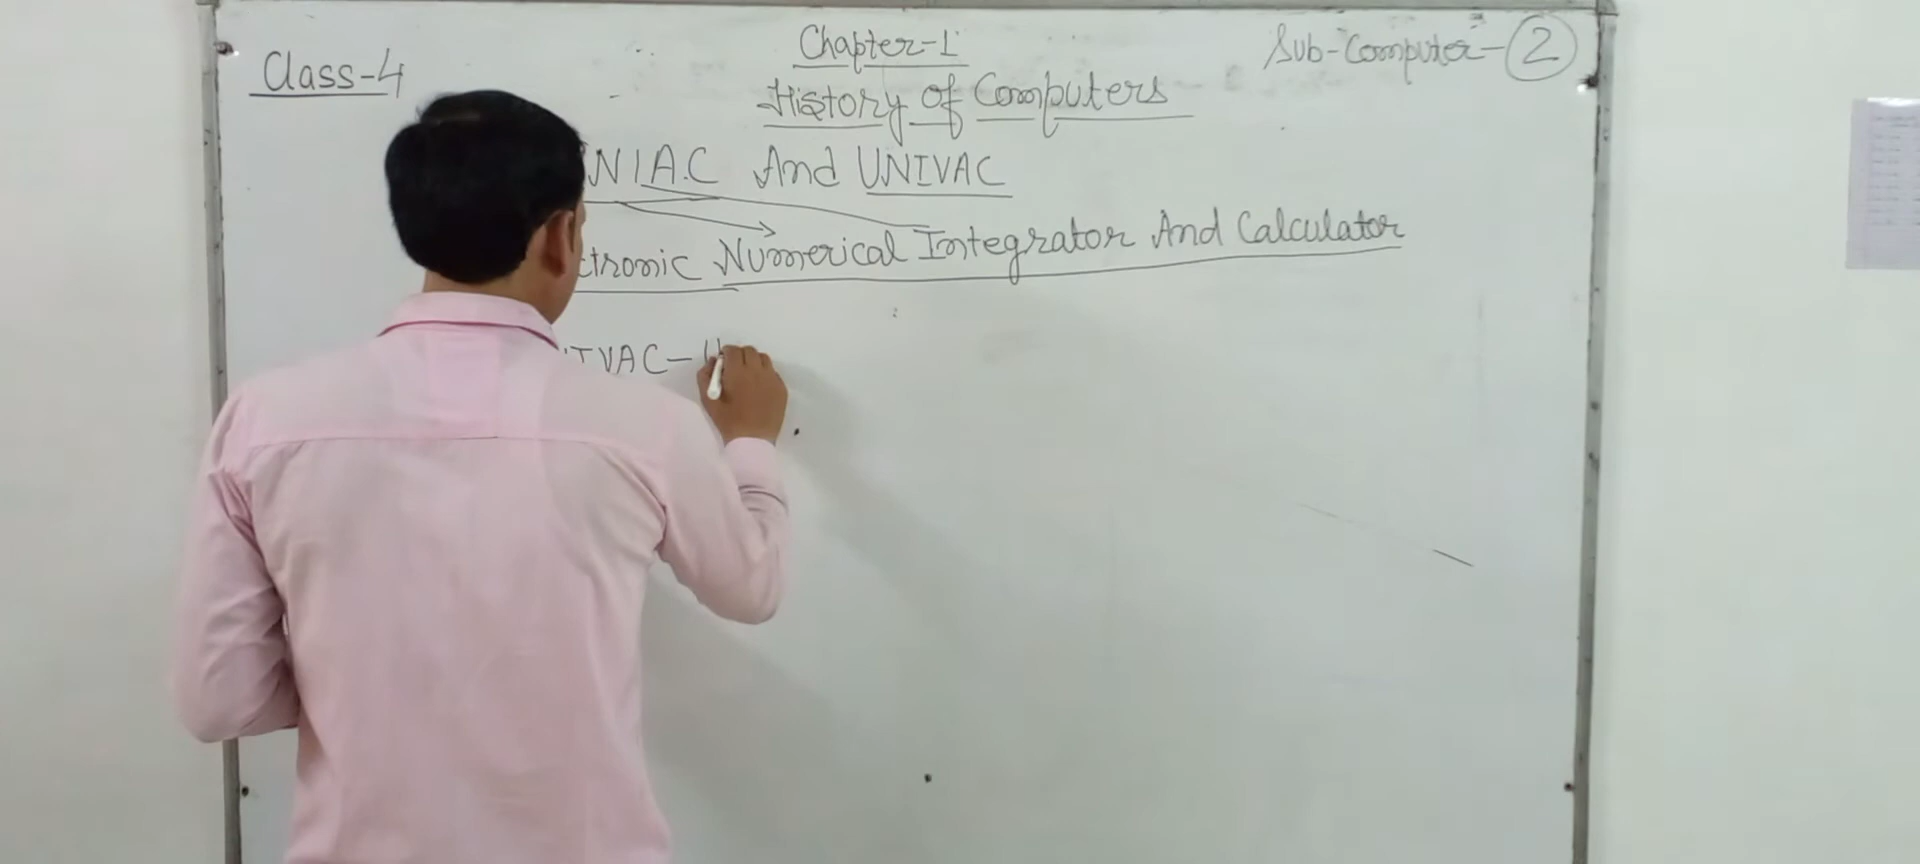 Class-4
Chapter-1
Sub-Computer-2
History of Computers
NIAC And UNIVAC
ctronic Numerical Integrator And Calculator
IVAC-U